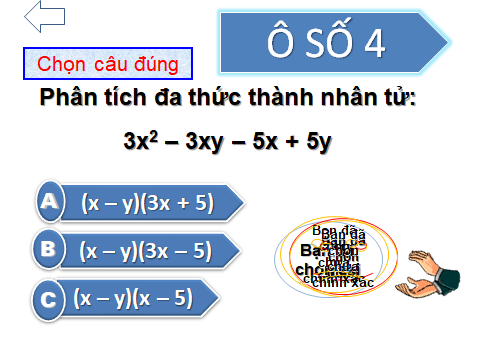 Ô SỐ 4
Chọn câu đúng
Phân tích đa thức thành nhân tử:
3x² – 3xy – 5x + 5y
A (x – y)(3x + 5)
B (x – y)(3x – 5)
C (x – y)(x – 5)